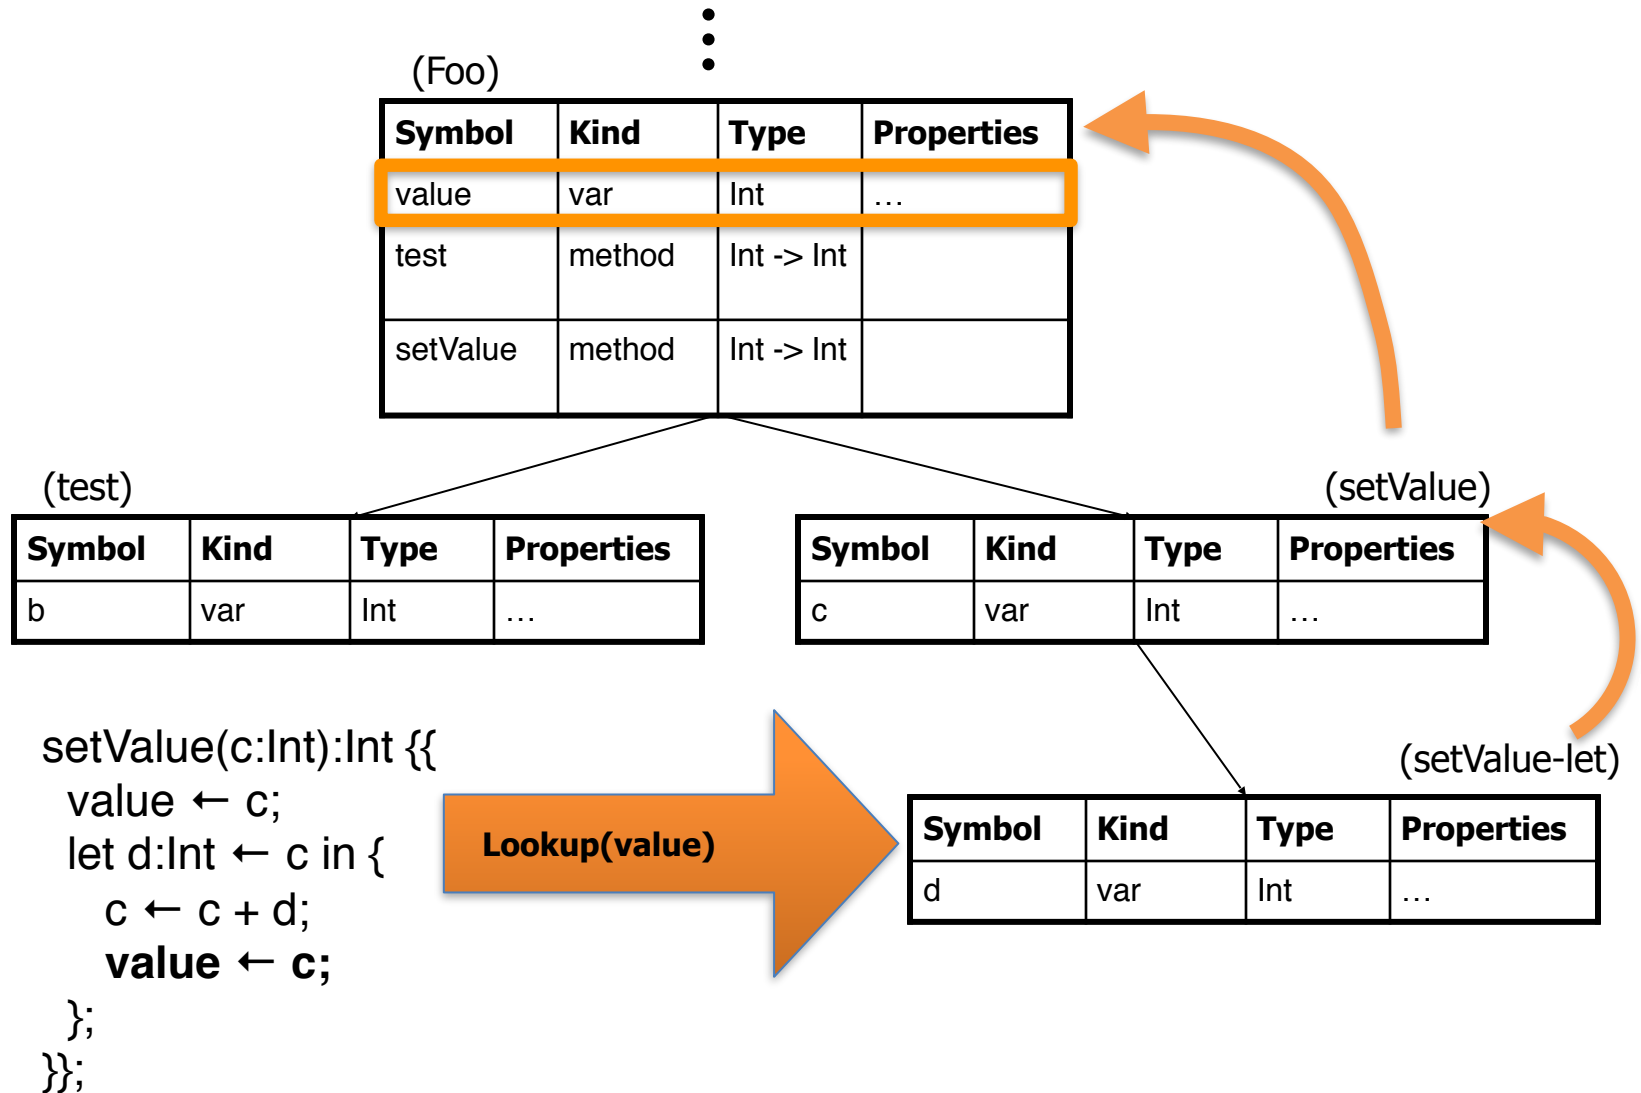 (Foo)
Symbol Kind Type Properties
value var Int …
test method Int -> Int
setValue method Int -> Int
(test)
Symbol Kind Type Properties
b var Int …
(setValue)
Symbol Kind Type Properties
c var Int …
setValue(c:Int):Int {{
value ← c;
let d:Int ← c in {
c ← c + d;
value ← c;
};
}};
Lookup(value)
(setValue-let)
Symbol Kind Type Properties
d var Int …